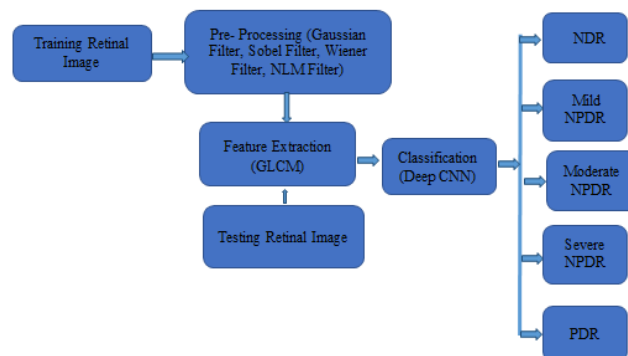 Training Retinal
Image
Pre- Processing (Gaussian
Filter, Sobel Filter, Wiener
Filter, NLM Filter)
Feature Extraction
(GLCM)
Testing Retinal Image
Classification
(Deep CNN)
NDR
Mild
NPDR
Moderate
NPDR
Severe
NPDR
PDR